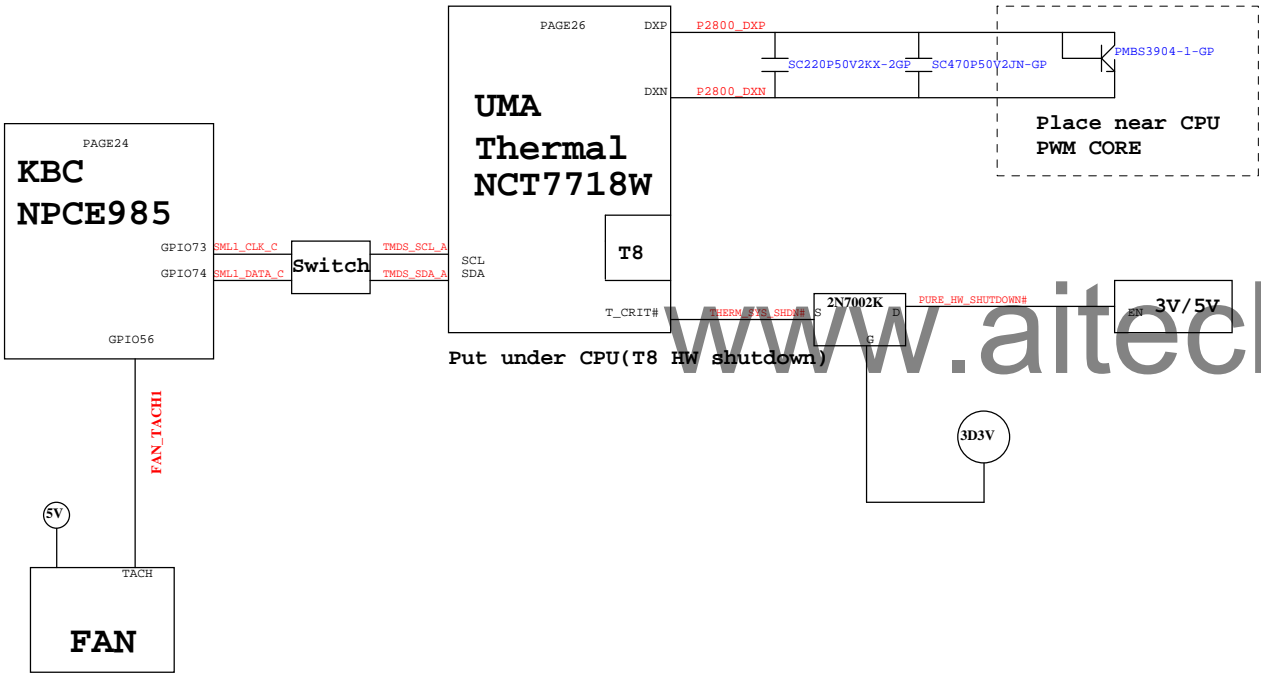 PAGE26
DXP
P2800_DXP
SC220P50V2KX-2GP
SC470P50V2JN-GP
PMBS3904-1-GP
DXN
P2800_DXN
Place near CPU
PWM CORE
UMA
Thermal
NCT7718W
PAGE24
KBC
NPCE985
GPIO73
SML1_CLK_C
Switch
TMDS_SCL_A
SCL
GPIO74
SML1_DATA_C
TMDS_SDA_A
SDA
T8
T_CRIT#
THERM_SYS_SHDN#
S
2N7002K
D
G
PURE_HW_SHUTDOWN#
EN
3V/5V
GPIO56
Put under CPU(T8 HW shutdown)
www.aitec
FAN_TACH1
3D3V
5V
TACH
FAN